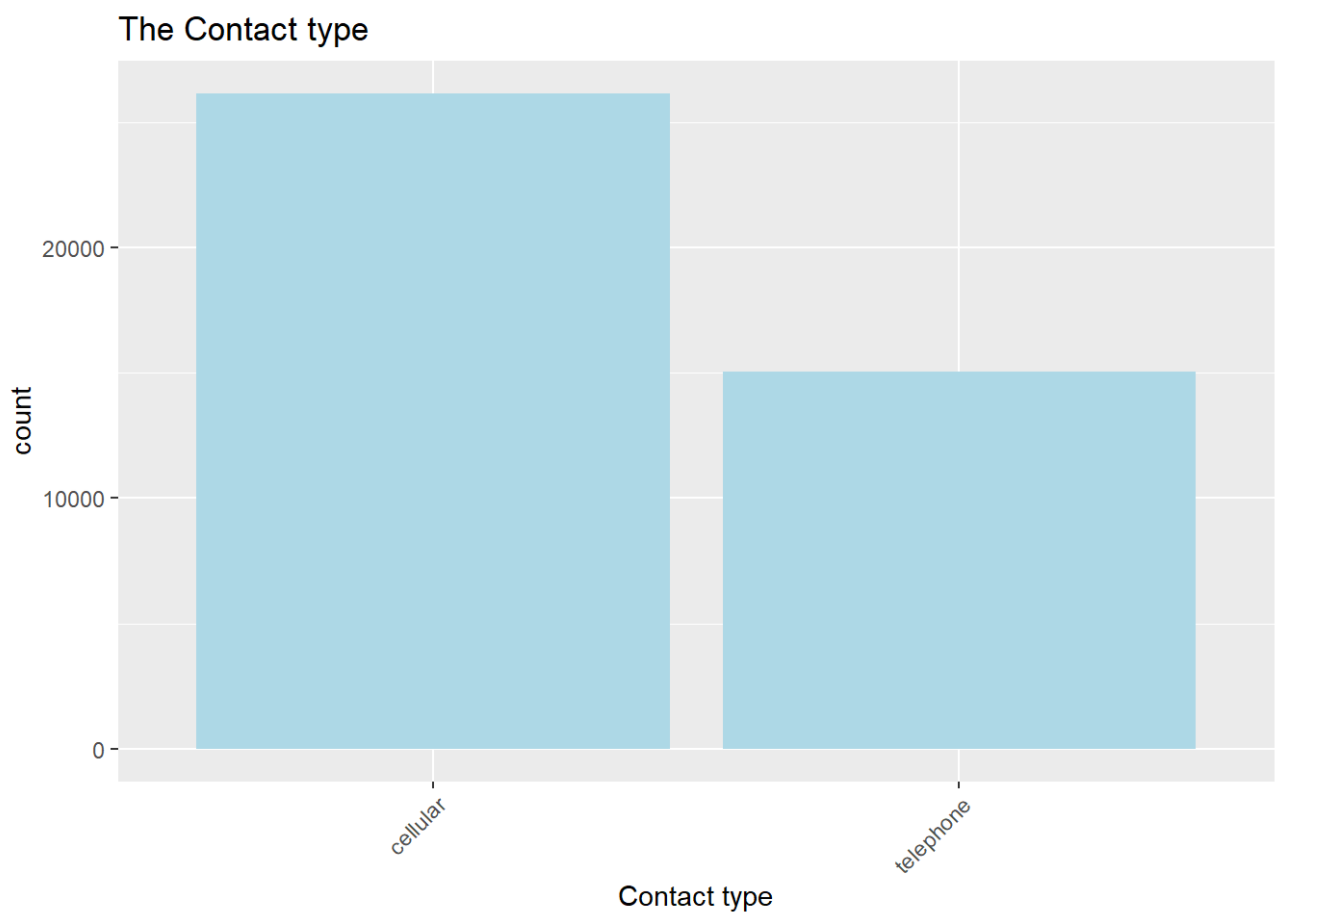 The Contact type
count
20000
10000
0
cellular
telephone
Contact type